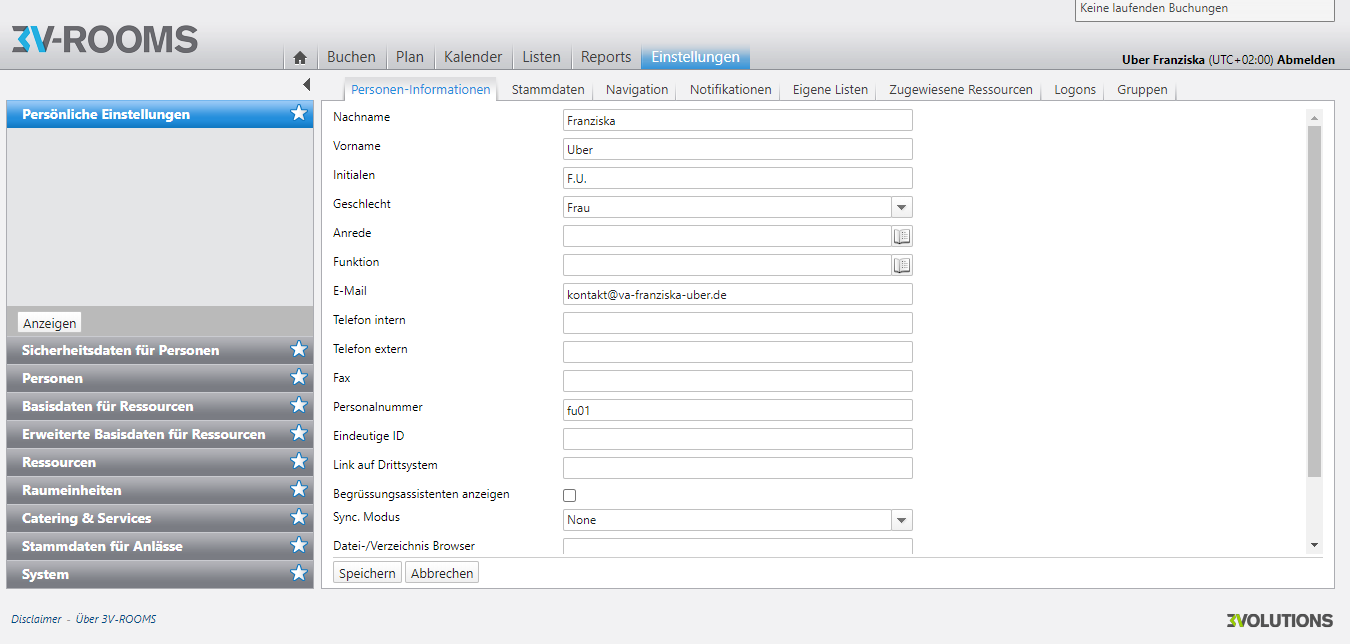 Keine laufenden Buchungen
3V-ROOMS
Buchen Plan Kalender Listen Reports Einstellungen
Uber Franziska (UTC+02:00) Abmelden
Personen-Informationen Stammdaten Navigation Notifikationen Eigene Listen Zugewiesene Ressourcen Logons Gruppen
Persönliche Einstellungen
Anzeigen
Sicherheitsdaten für Personen
Personen
Basisdaten für Ressourcen
Erweiterte Basisdaten für Ressourcen
Ressourcen
Raumeinheiten
Catering & Services
Stammdaten für Anlässe
System
Nachname Franziska
Vorname Uber
Initialen F.U.
Geschlecht Frau
Anrede
Funktion
E-Mail kontakt@va-franziska-uber.de
Telefon intern
Telefon extern
Fax
Personalnummer fu01
Eindeutige ID
Link auf Drittsystem
Begrüssungsassistenten anzeigen
Sync. Modus None
Datei-/Verzeichnis Browser
Speichern Abbrechen
Disclaimer - Über 3V-ROOMS
3VOLUTIONS